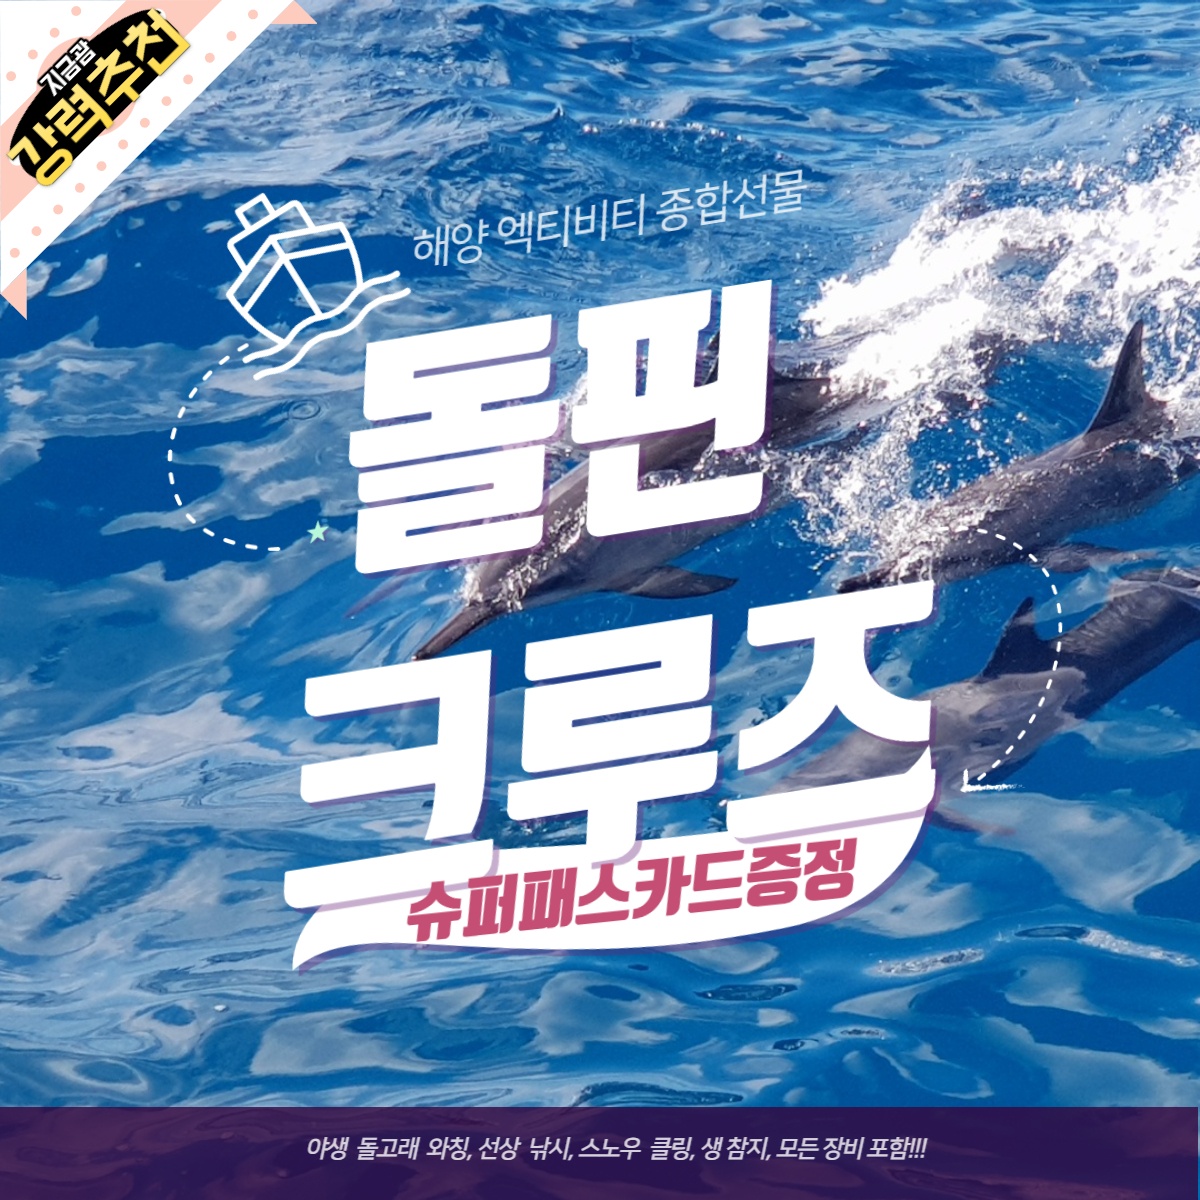 지금괌
강력추천
해양 엑티비티 종합선물
돌핀
크루즈
슈퍼패스카드증정
야생 돌고래 와칭, 선상 낚시, 스노우 클링, 생 참지, 모든 장비 포함!!!